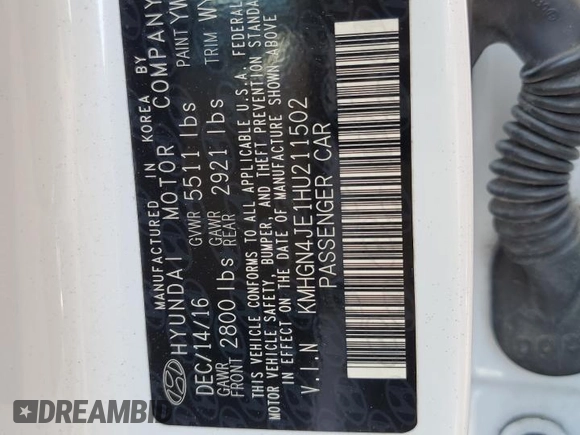 MANUFACTURED IN KOREA BY
HYUNDAI MOTOR COMPANY
DEC/14/16 GVWR 5511 lbs PAINT YW
GAWR FRONT 2800 lbs GAWR REAR 2921 lbs TRIM WY
THIS VEHICLE CONFORMS TO ALL APPLICABLE U.S.A. FEDERAL
MOTOR VEHICLE SAFETY, BUMPER, AND THEFT PREVENTION STANDA
IN EFFECT ON THE DATE OF MANUFACTURE SHOWN ABOVE
V.I.N KMHGN4JE1HU211502
PASSENGER CAR
DREAMBID